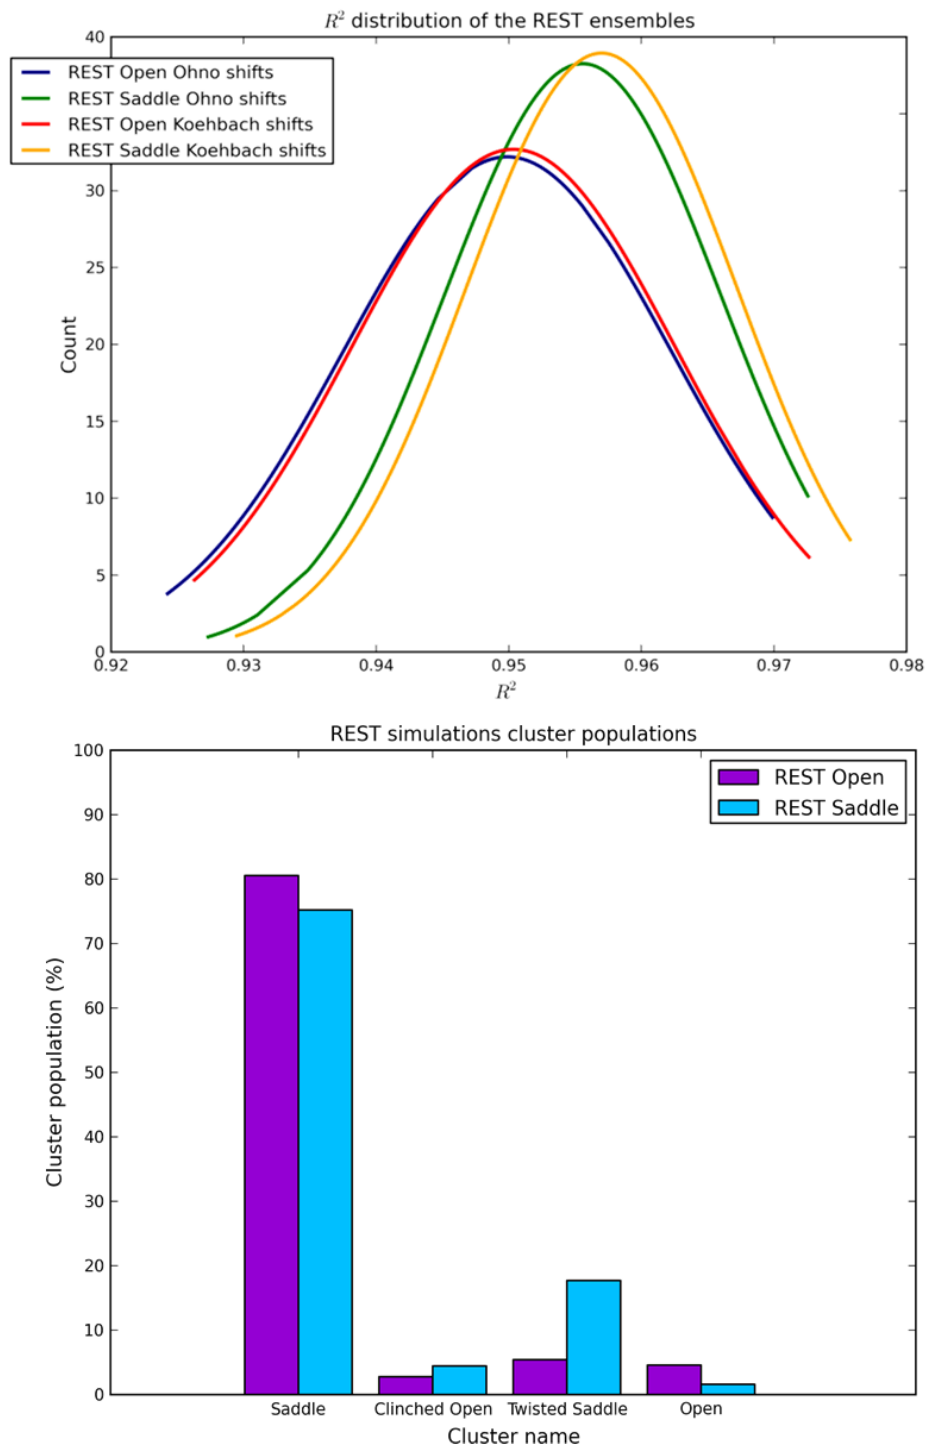 R² distribution of the REST ensembles
40
REST Open Ohno shifts
REST Saddle Ohno shifts
REST Open Koehbach shifts
REST Saddle Koehbach shifts
30
25
20
15
10
5
0
Count
0.92 0.93 0.94 0.95 0.96 0.97 0.98
R²
REST simulations cluster populations
100
REST Open
REST Saddle
90
80
70
60
50
40
30
20
10
0
Cluster population (%)
Saddle Clinched Open Twisted Saddle Open
Cluster name